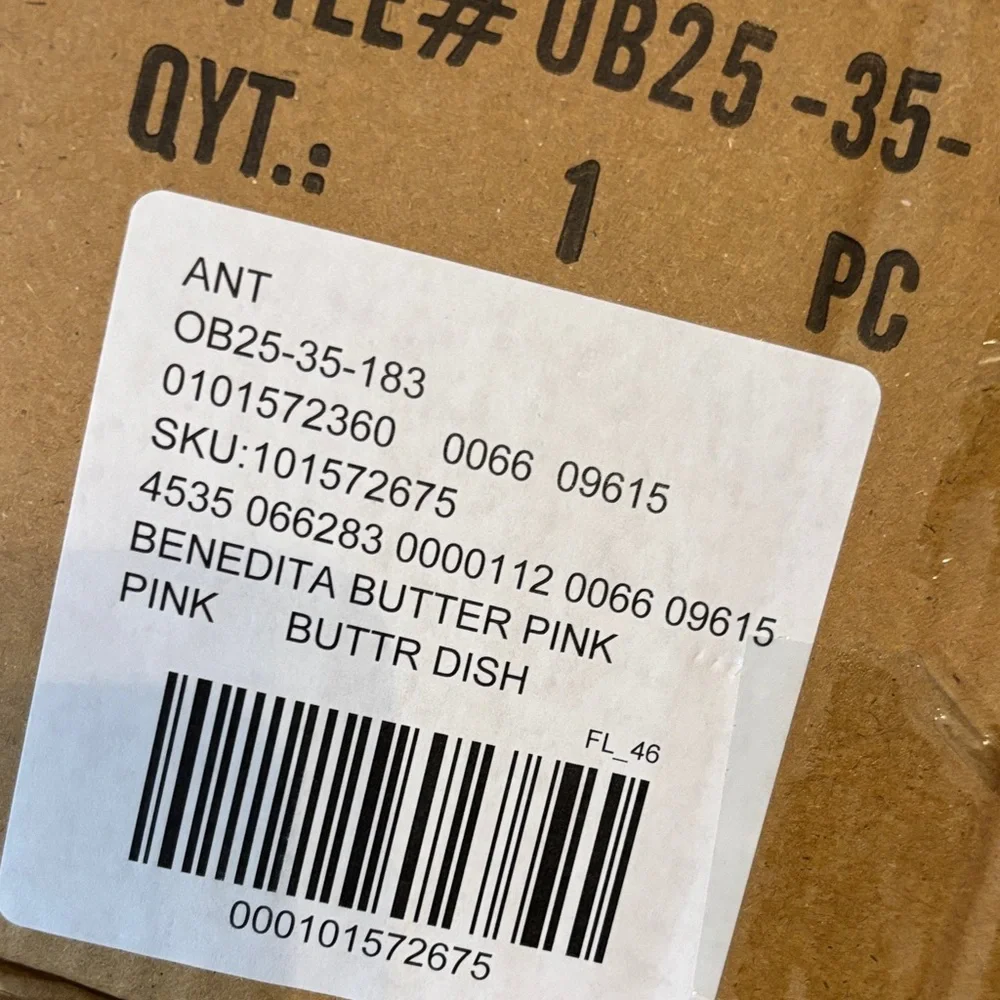 # OB25-35-
QYT.: 1 PC
ANT
OB25-35-183
0101572360 0066 09615
SKU:101572675
4535 066283 0000112 0066 09615
BENEDITA BUTTER PINK
PINK BUTTR DISH
FL_46
000101572675